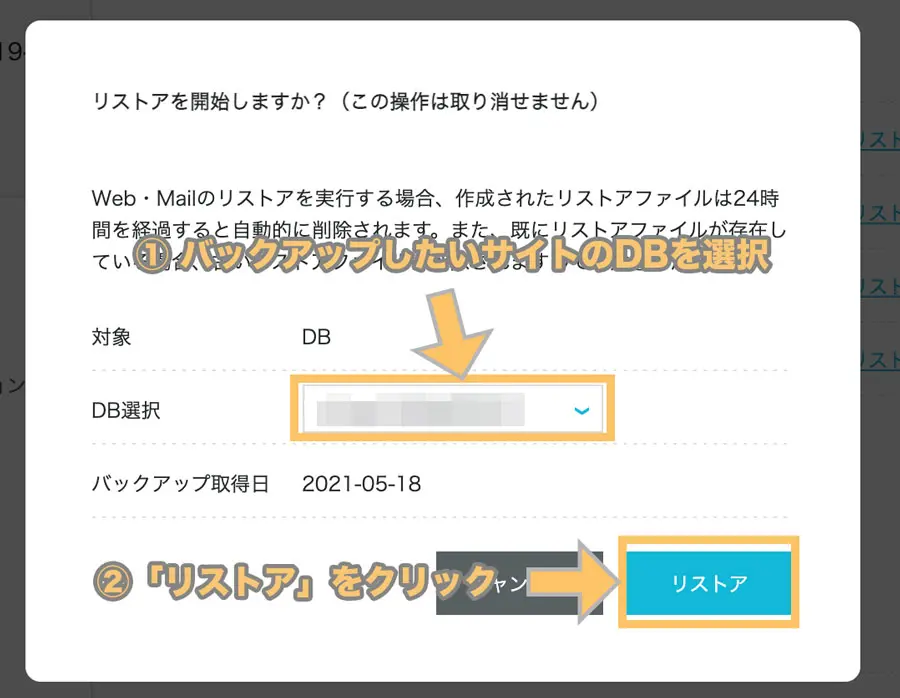 19
リストアを開始しますか？（この操作は取り消せません）
Web・Mailのリストアを実行する場合、作成されたリストアファイルは24時
間を経過すると自動的に削除されます。また、既にリストアファイルが存在し
てい
① バックアップしたいサイトのDBを選択
対象 DB
DB選択
バックアップ取得日 2021-05-18
② 「リストア」をクリック
ャン
リストア
リスト
リスト
リスト
リスト
ョン